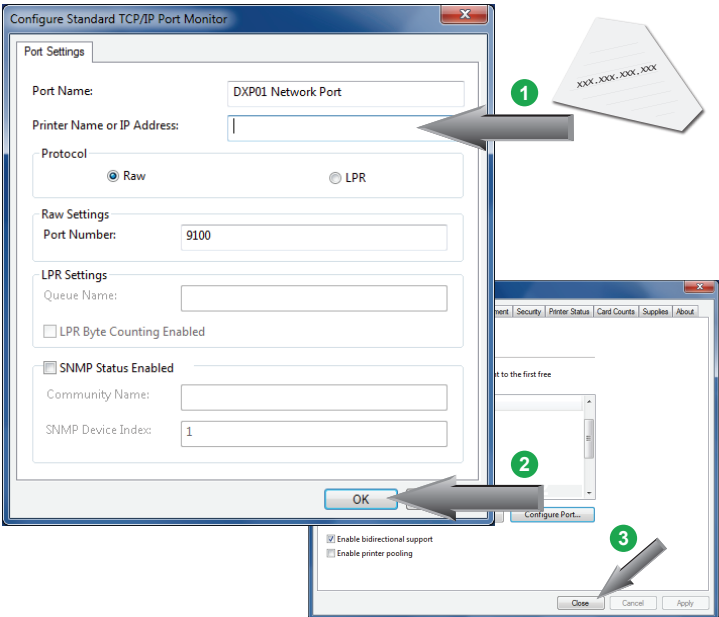 Configure Standard TCP/IP Port Monitor
Port Settings
Port Name:
DXP01 Network Port
Printer Name or IP Address:
Protocol
Raw
LPR
Raw Settings
Port Number:
9100
LPR Settings
Queue Name:
LPR Byte Counting Enabled
SNMP Status Enabled
Community Name:
SNMP Device Index:
1
OK
1
xxx.xxx.xxx.xxx
ment Security Printer Status Card Counts Supplies About
to the first free
2
Configure Port...
Enable bidirectional support
Enable printer pooling
3
Close Cancel Apply